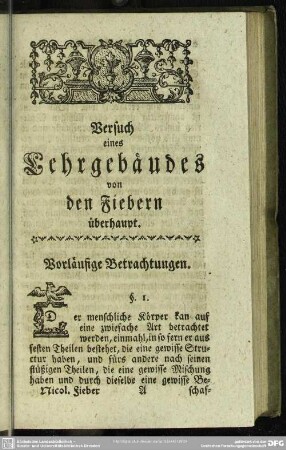 Versuch
eines
Lehrgebäudes
von
den Fiebern
überhaupt.
Vorläufige Betrachtungen.
§. 1.
Der menschliche Körper kan auf
eine zwiefache Art betrachtet
werden, einmahl, in so fern er aus
festen Theilen bestehet, die eine gewisse Stru-
ktur haben, und fürs andere nach seinen
flüßigen Theilen, die eine gewisse Mischung
haben und durch dieselbe eine gewisse Be-
Nicol. Fieber A schaf-